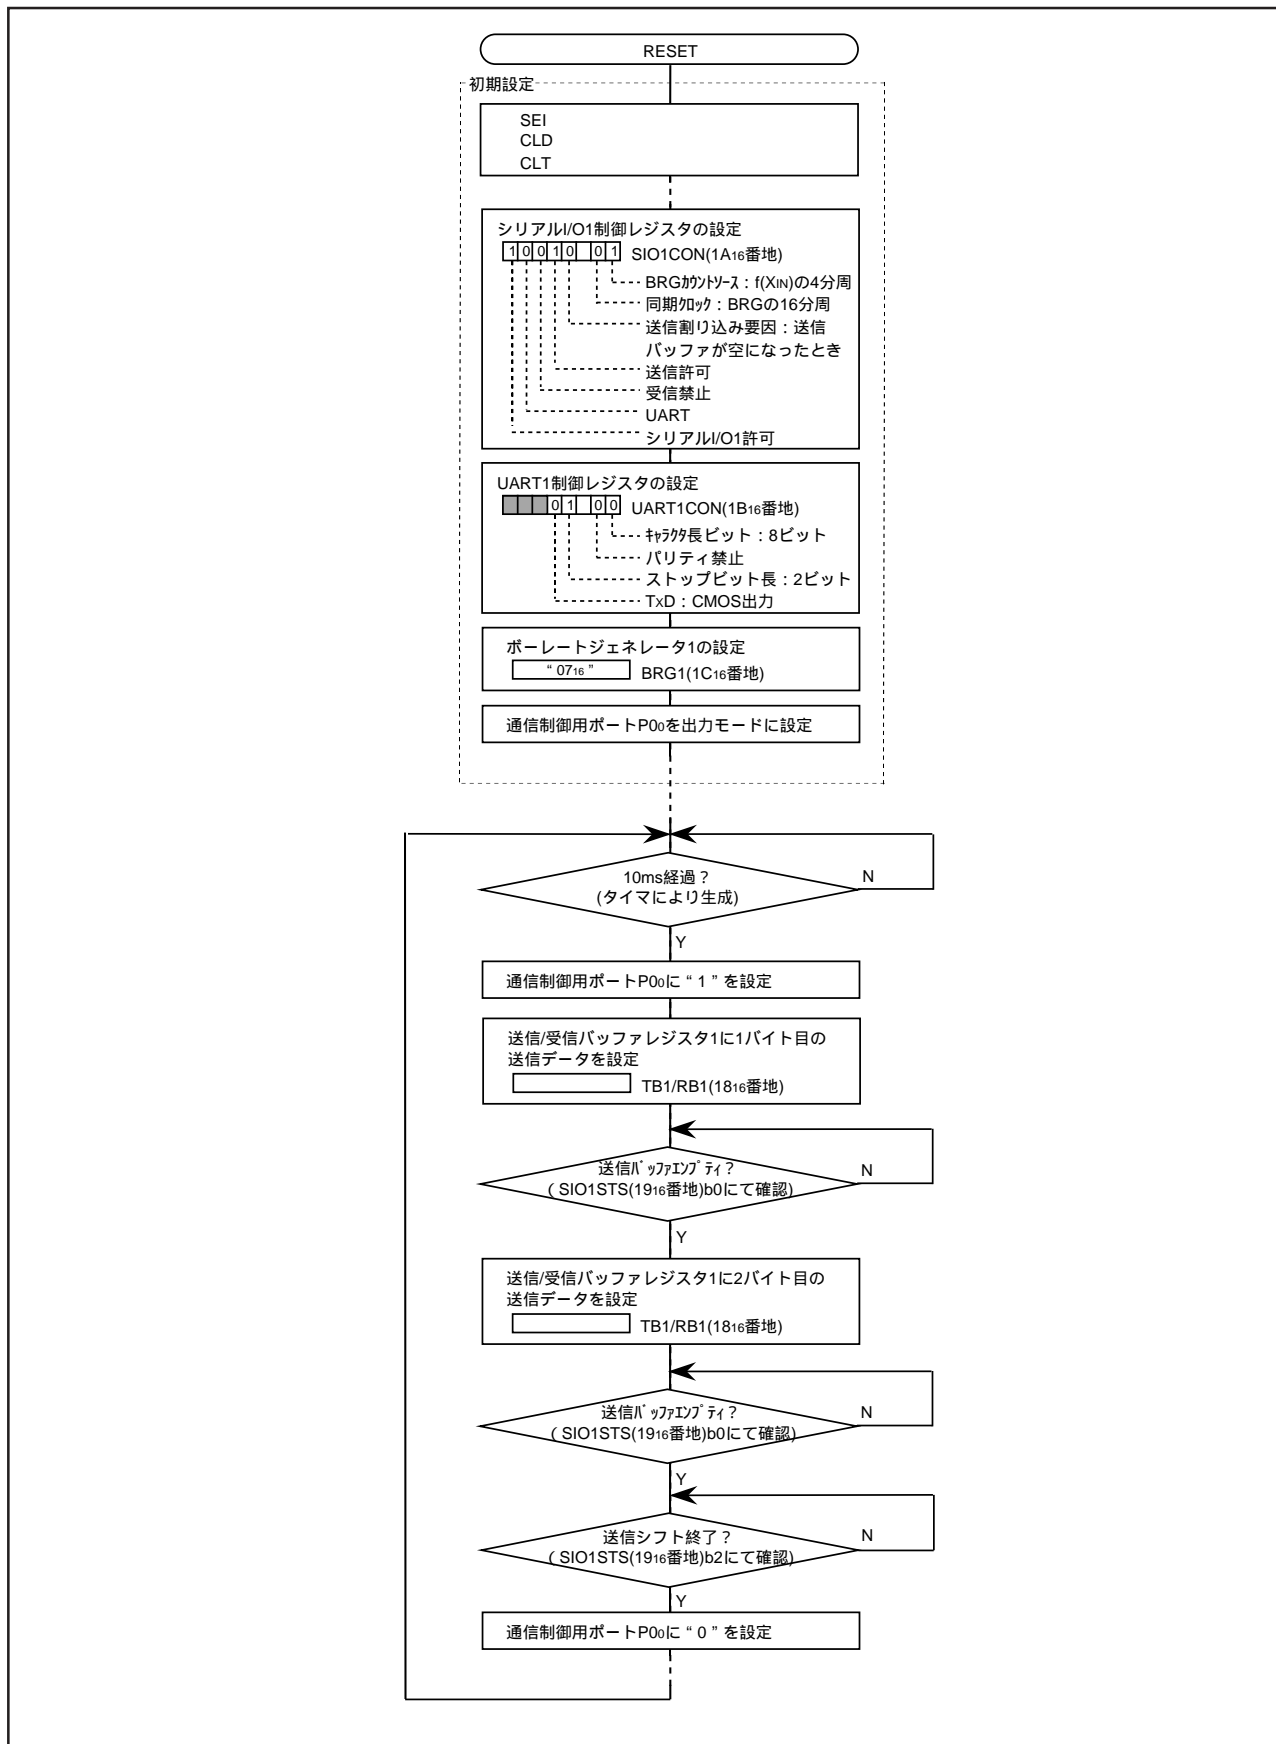 RESET
初期設定
SEI
CLD
CLT
シリアルI/O1制御レジスタの設定
1 0 0 1 0 0 1 SIO1CON(1A16番地)
BRGｶｳﾝﾄｿｰｽ：f(XIN)の4分周
同期ｸﾛｯｸ：BRGの16分周
送信割り込み要因：送信
バッファが空になったとき
送信許可
受信禁止
UART
シリアルI/O1許可
UART1制御レジスタの設定
0 1 0 0 UART1CON(1B16番地)
ｷｬﾗｸﾀ長ビット：8ビット
パリティ禁止
ストップビット長：2ビット
TxD：CMOS出力
ボーレートジェネレータ1の設定
“ 0716 ” BRG1(1C16番地)
通信制御用ポートP00を出力モードに設定
10ms経過？
(タイマにより生成)
N
Y
通信制御用ポートP00に “ 1 ” を設定
送信/受信バッファレジスタ1に1バイト目の
送信データを設定
TB1/RB1(1816番地)
送信ﾊﾞｯﾌｧｴﾝﾌﾟﾃｨ？
( SIO1STS(1916番地)b0にて確認)
N
Y
送信/受信バッファレジスタ1に2バイト目の
送信データを設定
TB1/RB1(1816番地)
送信ﾊﾞｯﾌｧｴﾝﾌﾟﾃｨ？
( SIO1STS(1916番地)b0にて確認)
N
Y
送信シフト終了？
( SIO1STS(1916番地)b2にて確認)
N
Y
通信制御用ポートP00に “ 0 ” を設定